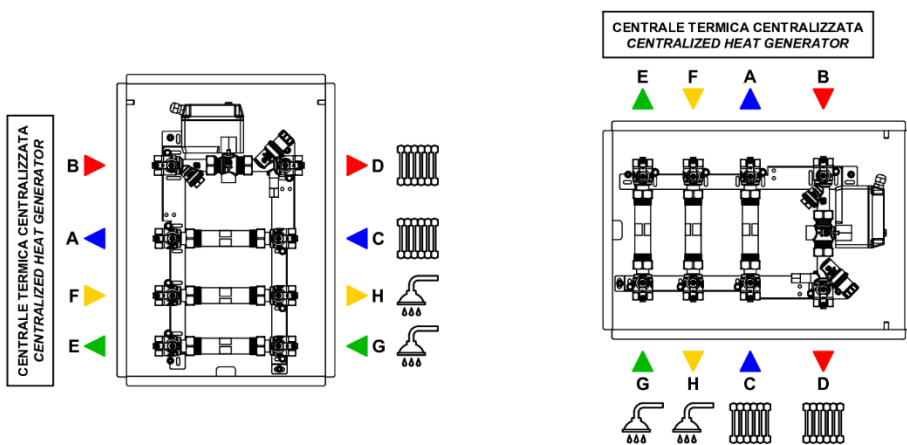 CENTRALE TERMICA CENTRALIZZATA
CENTRALIZED HEAT GENERATOR
B
D
A
C
F
H
E
G
CENTRALE TERMICA CENTRALIZZATA
CENTRALIZED HEAT GENERATOR
E F A B
G H C D